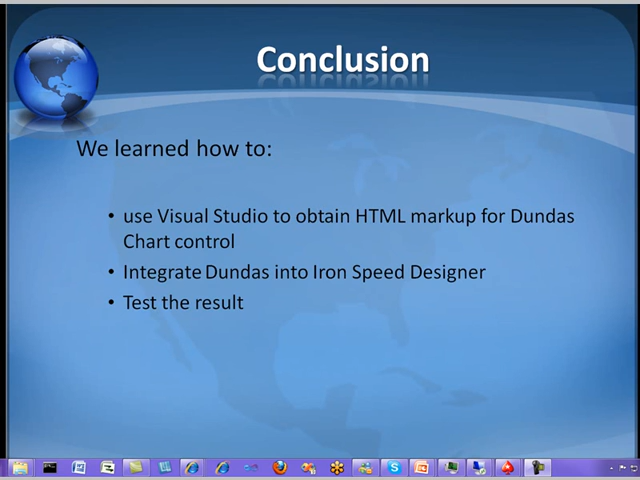 Conclusion
We learned how to:
• use Visual Studio to obtain HTML markup for Dundas
Chart control
• Integrate Dundas into Iron Speed Designer
• Test the result